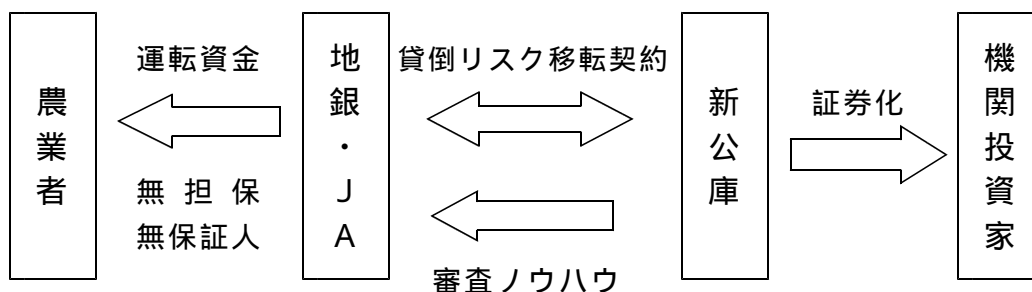 農業者
運転資金
無担保
無保証人
地銀・JA
貸倒リスク移転契約
審査ノウハウ
新公庫
証券化
機関投資家